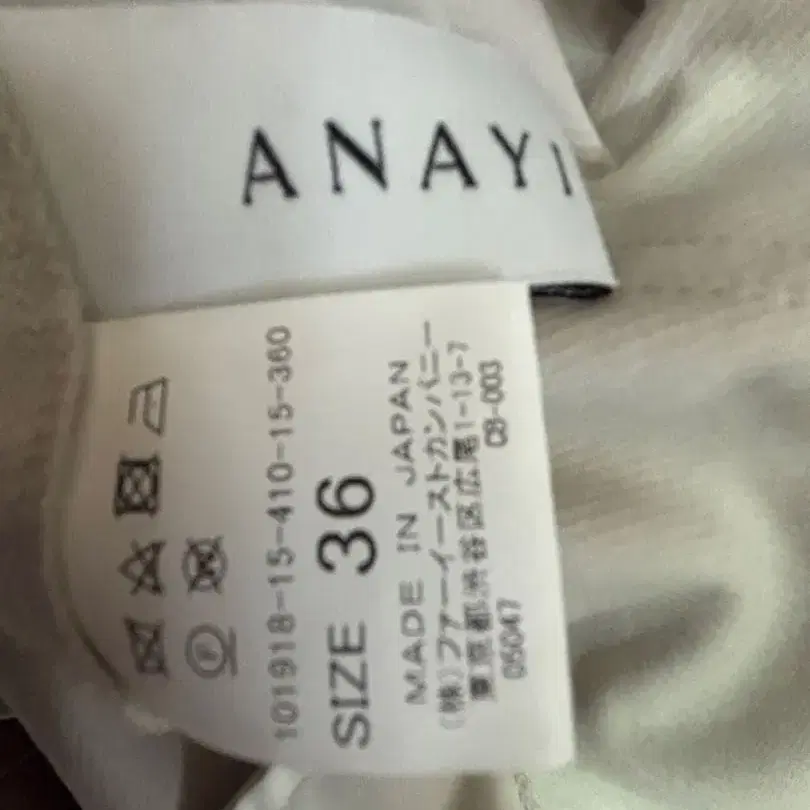 ANAYI
101918-15-410-15-360
SIZE 36
MADE IN JAPAN
(株)ファーイーストカンパニー
東京都渋谷区広尾1-13-7
05047 CB-003